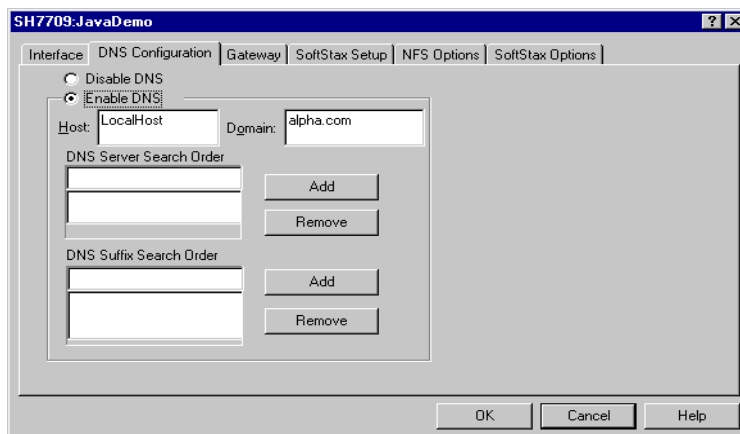 SH7709:JavaDemo
Interface DNS Configuration Gateway SoftStax Setup NFS Options SoftStax Options
Disable DNS
Enable DNS
Host: LocalHost Domain: alpha.com
DNS Server Search Order
Add
Remove
DNS Suffix Search Order
Add
Remove
OK Cancel Help